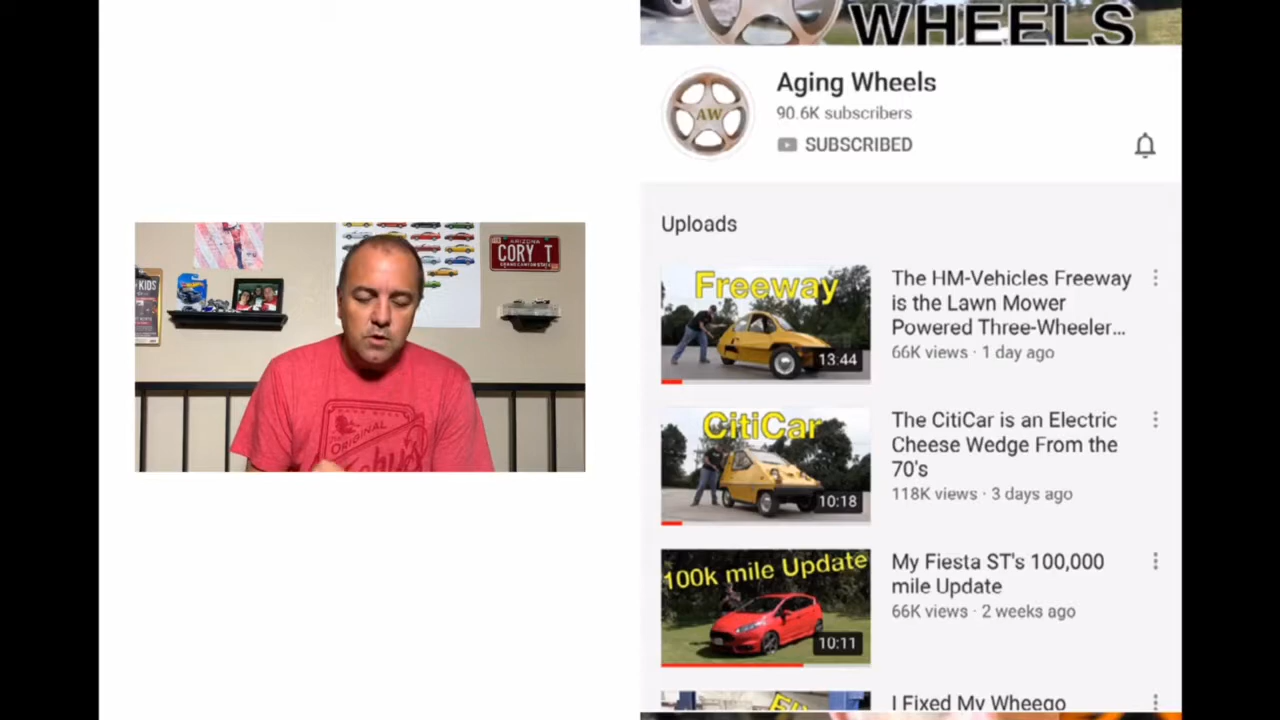 WHEELS
AW
Aging Wheels
90.6K subscribers
SUBSCRIBED
Uploads
Freeway
13:44
The HM-Vehicles Freeway
is the Lawn Mower
Powered Three-Wheeler...
66K views · 1 day ago
CitiCar
10:18
The CitiCar is an Electric
Cheese Wedge From the
70's
118K views · 3 days ago
100k mile Update
10:11
My Fiesta ST's 100,000
mile Update
66K views · 2 weeks ago
I Fixed My Wheego
KIDS
ARIZONA
CORY T
GRAND CANYON STATE
ORIGINAL